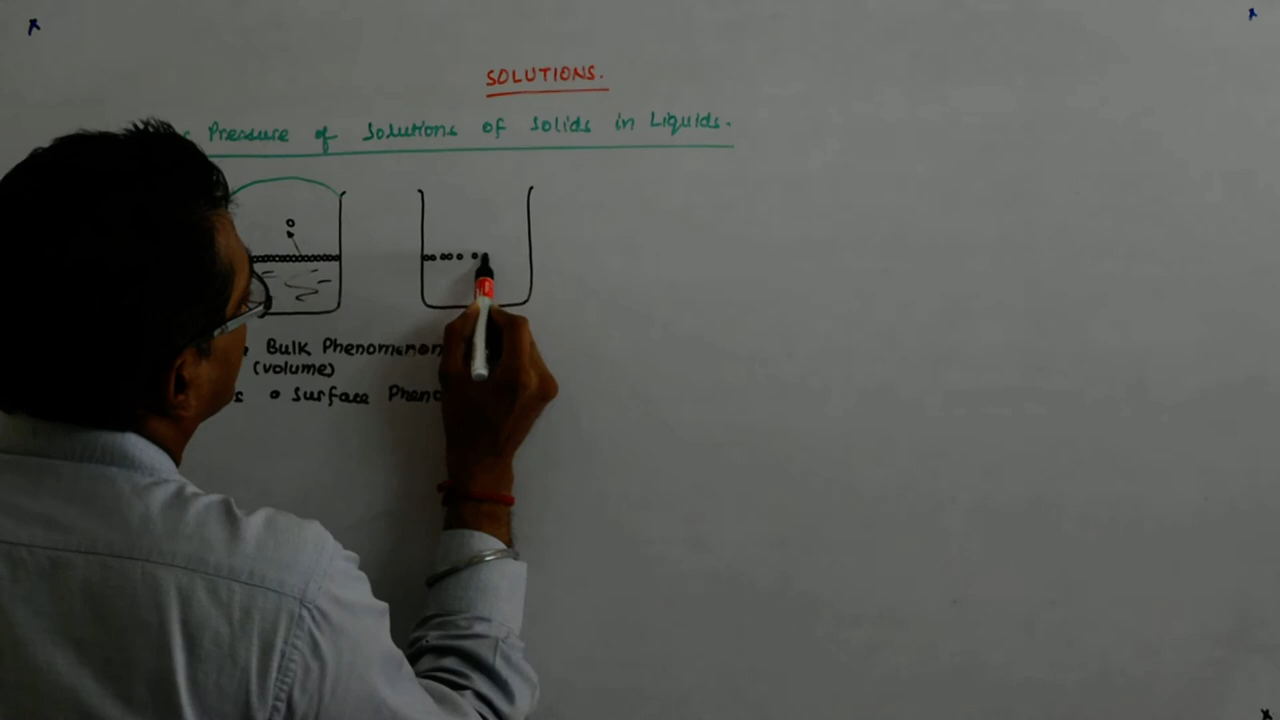 SOLUTIONS.
Pressure of Solutions of Solids in Liquids.
Bulk Phenomenon
(volume)
Surface